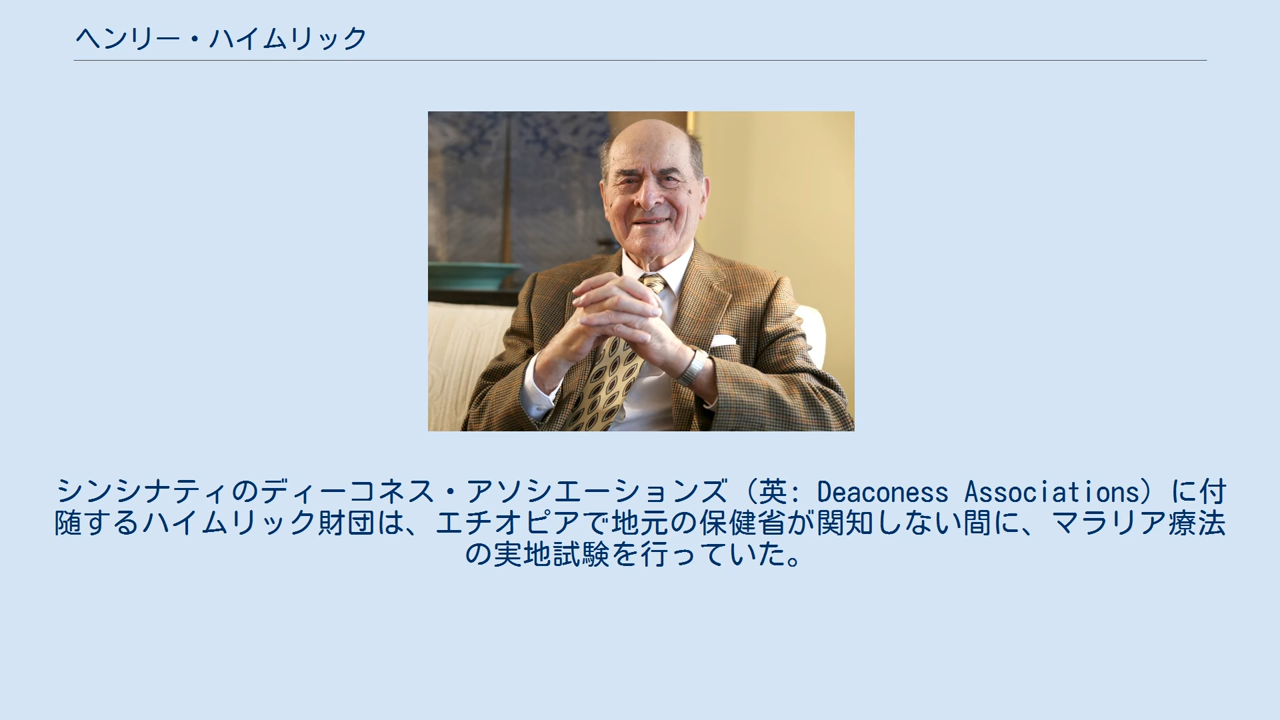 ヘンリー・ハイムリック
シンシナティのディーコネス・アソシエーションズ（英: Deaconess Associations）に付
随するハイムリック財団は、エチオピアで地元の保健省が関知しない間に、マラリア療法
の実地試験を行っていた。